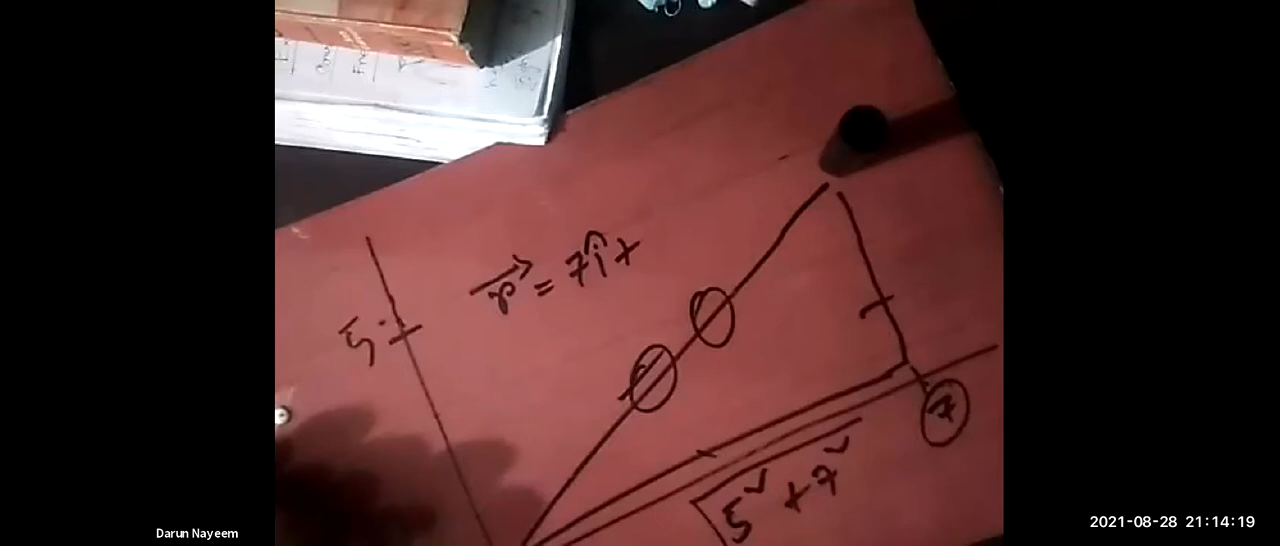 r⃗ = 7î +
5
7
√5² + 7²
Darun Nayeem
2021-08-28 21:14:19